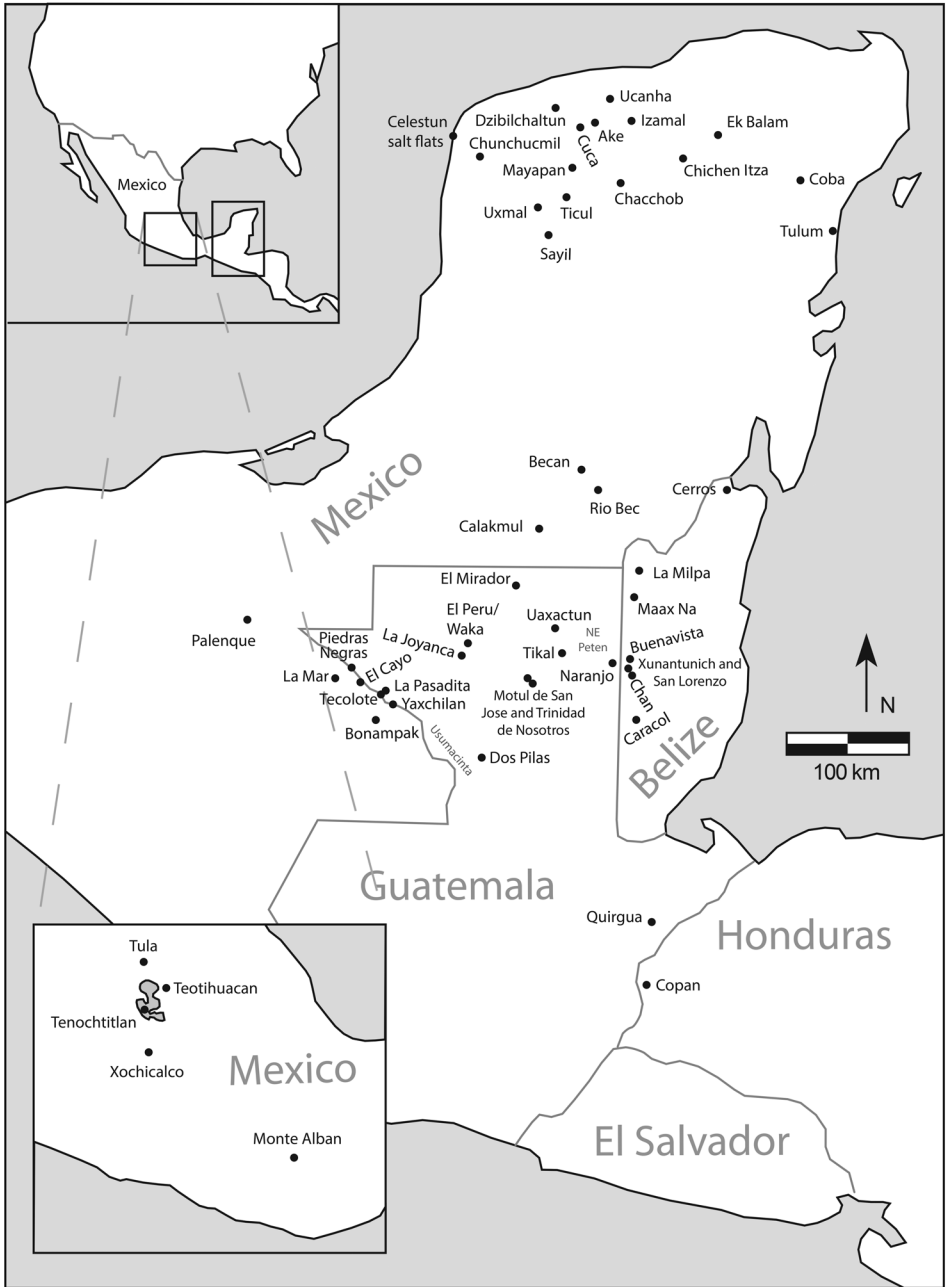 Mexico
Ucanha
Dzibilchaltun
Celestun
salt flats
Chunchucmil
Cuca
Ake
Izamal
Ek Balam
Mayapan
Chichen Itza
Chacchob
Coba
Uxmal
Ticul
Tulum
Sayil
Mexico
Becan
Rio Bec
Cerros
Calakmul
El Mirador
La Milpa
Maax Na
El Peru/
Waka
Uaxactun
NE
Peten
La Joyanca
Tikal
Naranjo
Buenavista
Xunantunich and
San Lorenzo
Chan
Caracol
Palenque
Piedras
Negras
La Mar
El Cayo
Tecolote
La Pasadita
Yaxchilan
Bonampak
Motul de San
Jose and Trinidad
de Nosotros
Usumacinta
Dos Pilas
Belize
N
100 km
Guatemala
Quirgua
Honduras
Copan
El Salvador
Tula
Teotihuacan
Tenochtitlan
Xochicalco
Mexico
Monte Alban